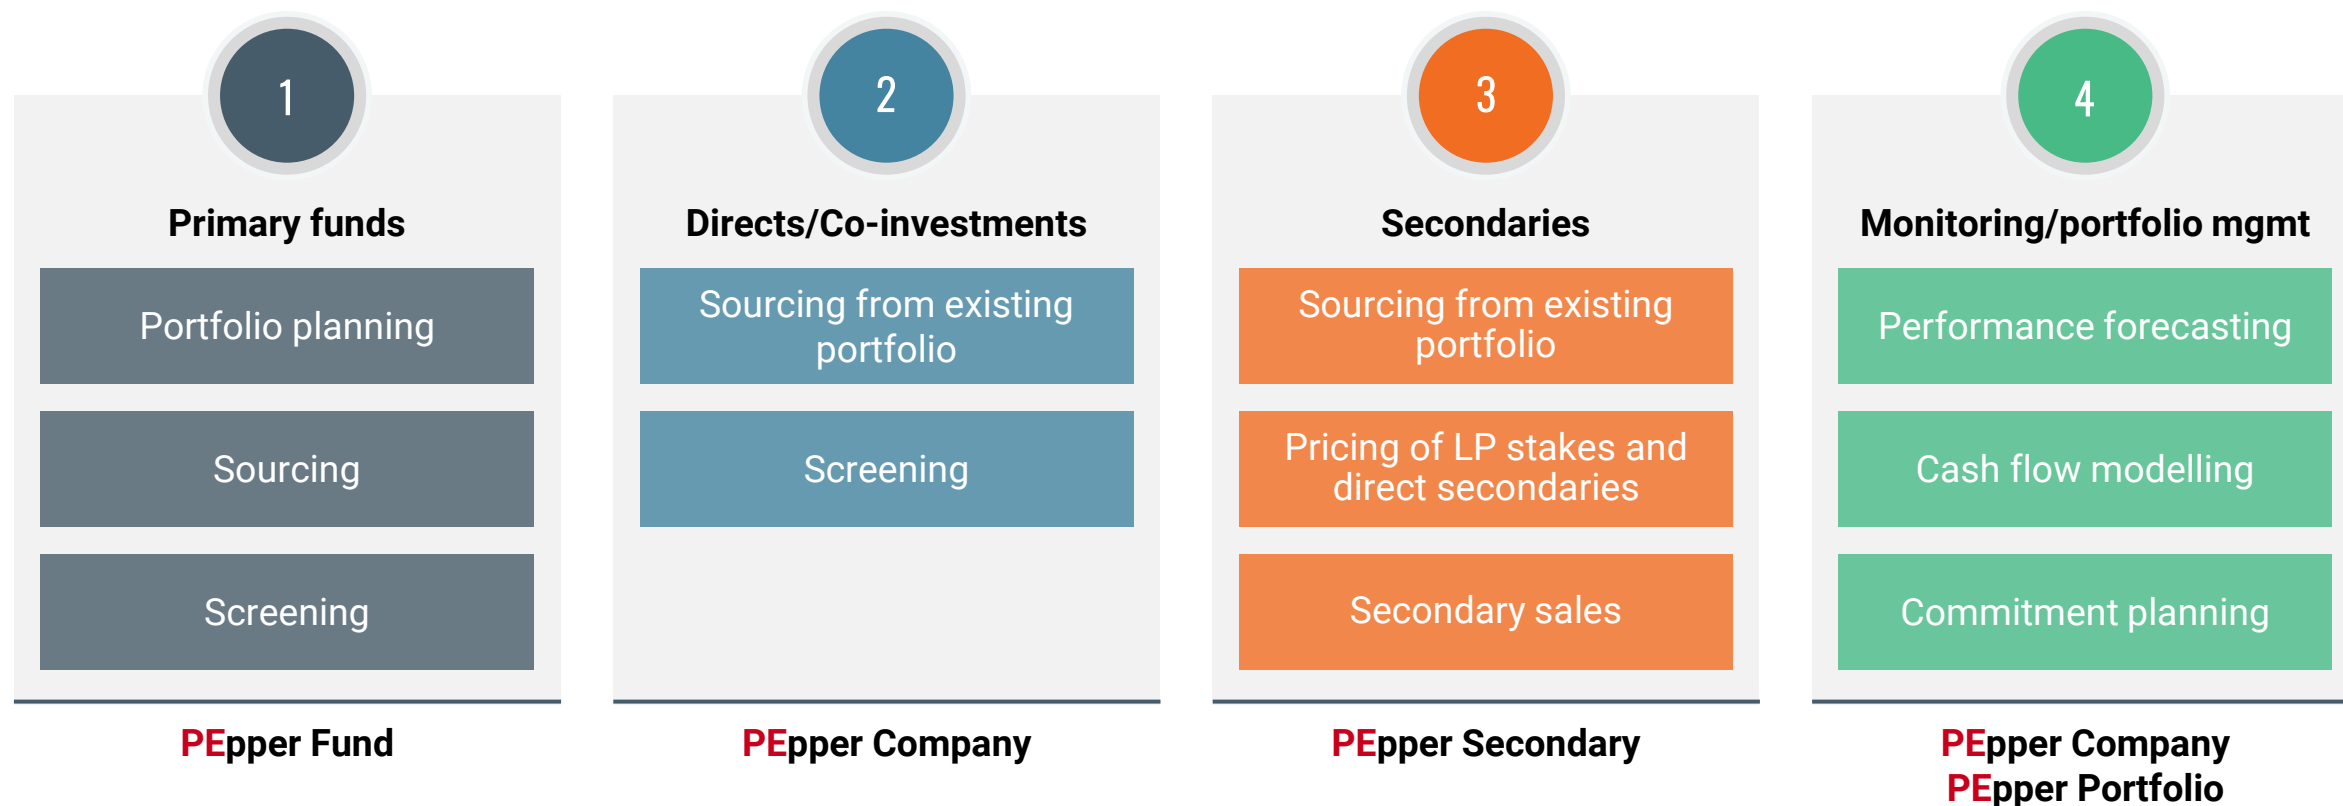 1
Primary funds
Portfolio planning
Sourcing
Screening
PEpper Fund
2
Directs/Co-investments
Sourcing from existing
portfolio
Screening
PEpper Company
3
Secondaries
Sourcing from existing
portfolio
Pricing of LP stakes and
direct secondaries
Secondary sales
PEpper Secondary
4
Monitoring/portfolio mgmt
Performance forecasting
Cash flow modelling
Commitment planning
PEpper Company
PEpper Portfolio